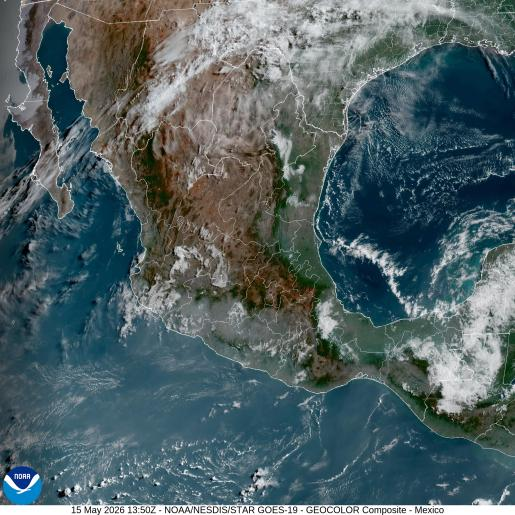 NOAA
15 May 2026 13:50Z - NOAA/NESDIS/STAR GOES-19 - GEOCOLOR Composite - Mexico